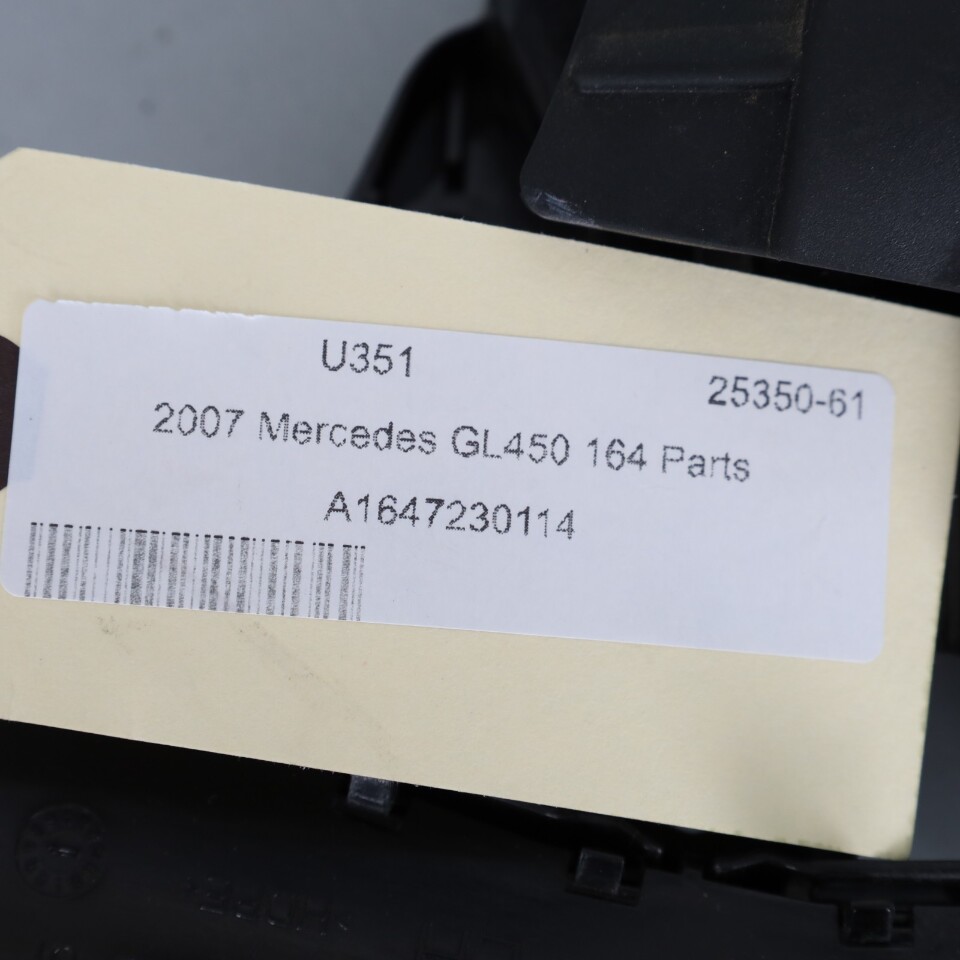 U351
25350-61
2007 Mercedes GL450 164 Parts
A1647230114